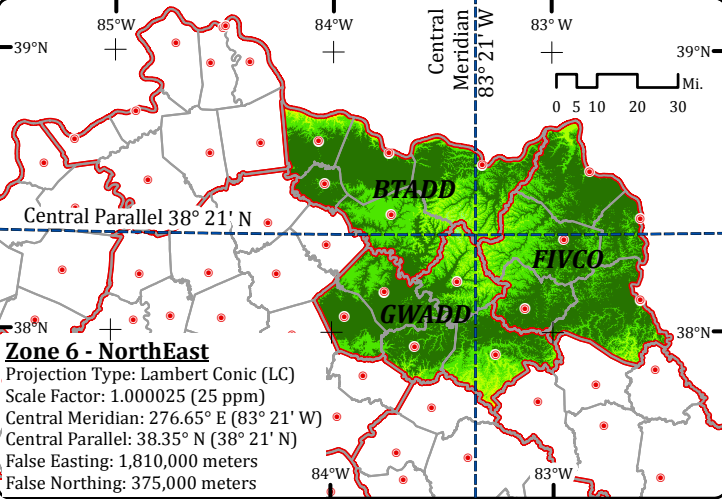 85°W
84°W
83°W
39°N
39°N
Central
Meridian
83° 21' W
Mi.
0 5 10 20 30
BTADD
Central Parallel 38° 21' N
FIVCO
GWADD
38°N
38°N
Zone 6 - NorthEast
Projection Type: Lambert Conic (LC)
Scale Factor: 1.000025 (25 ppm)
Central Meridian: 276.65° E (83° 21' W)
Central Parallel: 38.35° N (38° 21' N)
False Easting: 1,810,000 meters
False Northing: 375,000 meters
84°W
83°W